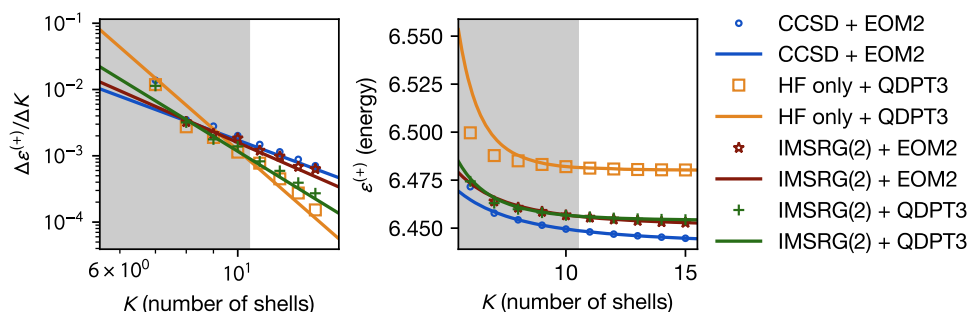 10⁻¹
10⁻²
10⁻³
10⁻⁴
Δε⁽⁺⁾/ΔK
6 × 10⁰
10¹
K (number of shells)
6.550
6.525
6.500
6.475
6.450
ε⁽⁺⁾ (energy)
10
15
K (number of shells)
CCSD + EOM2
CCSD + EOM2
HF only + QDPT3
HF only + QDPT3
IMSRG(2) + EOM2
IMSRG(2) + EOM2
IMSRG(2) + QDPT3
IMSRG(2) + QDPT3